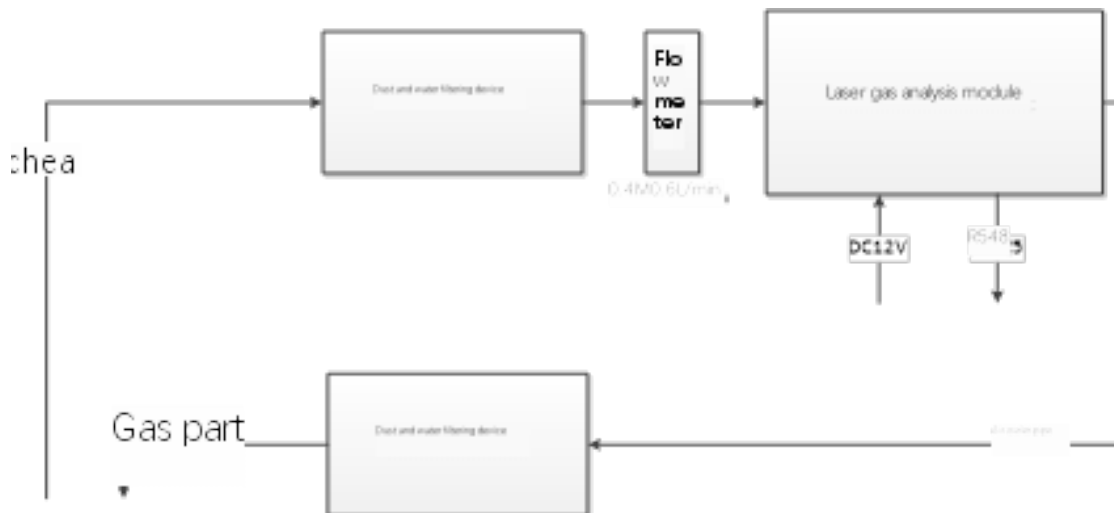 Dust and water filtering device
Flo
w
me
ter
Laser gas analysis module
chea
0.4M0.6L/min
DC12V
RS48
5
Gas part
Dust and water filtering device